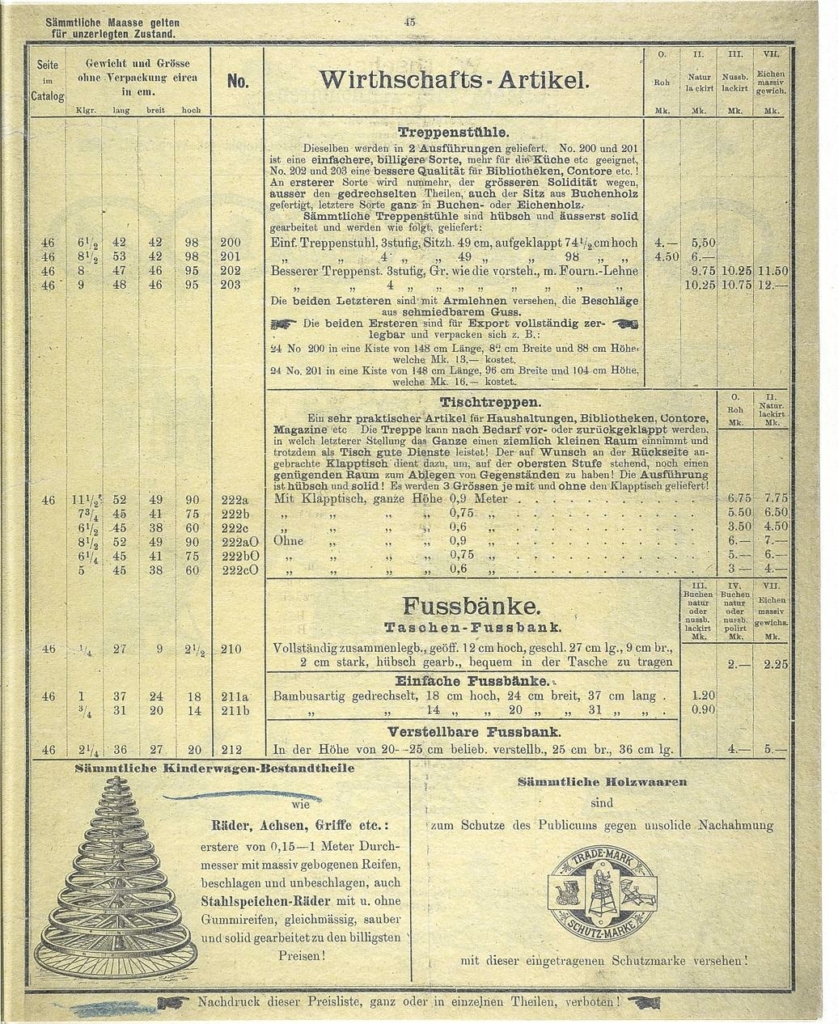 Sämmtliche Maasse gelten
für unzerlegten Zustand.
45
Seite im Catalog | Gewicht und Grösse ohne Verpackung circa in cm. | No. | Wirthschafts-Artikel. | O. Roh Mk. | II. Natur lackirt Mk. | III. Nussb. lackirt Mk. | VII. Eichen massiv gewich. Mk.
Klgr. lang breit hoch
Treppenstühle.
Dieselben werden in 2 Ausführungen geliefert. No. 200 und 201
ist eine einfachere, billigere Sorte, mehr für die Küche etc geeignet,
No. 202 und 203 eine bessere Qualität für Bibliotheken, Contore etc.!
An ersterer Sorte wird nunmehr, der grösseren Solidität wegen,
ausser den gedrechselten Theilen, auch der Sitz aus Buchenholz
gefertigt, letztere Sorte ganz in Buchen- oder Eichenholz.
Sämmtliche Treppenstühle sind hübsch und äusserst solid
gearbeitet und werden wie folgt, geliefert:
46 6 1/2 42 42 98 200 Einf. Treppenstuhl, 3stufig, Sitzh. 49 cm, aufgeklappt 74 1/2 cm hoch 4.— 5,50
46 8 1/2 53 42 98 201 „ „ 4 „ „ 49 „ „ 98 „ „ 4.50 6.—
46 8 47 46 95 202 Besserer Treppenst. 3stufig, Gr. wie die vorsteh., m. Fourn.-Lehne 9.75 10.25 11.50
46 9 48 46 95 203 „ „ 4 „ „ „ „ „ „ „ 10.25 10.75 12.—
Die beiden Letzteren sind mit Armlehnen versehen, die Beschläge
aus schmiedbarem Guss.
Die beiden Ersteren sind für Export vollständig zer-
legbar und verpacken sich z. B.:
24 No 200 in eine Kiste von 148 cm Länge, 82 cm Breite und 88 cm Höhe,
welche Mk. 13.— kostet.
24 No. 201 in eine Kiste von 148 cm Länge, 96 cm Breite und 104 cm Höhe,
welche Mk. 16.— kostet.
Tischtreppen.
O. Roh Mk. | II. Natur. lackirt Mk.
Ein sehr praktischer Artikel für Haushaltungen, Bibliotheken, Contore,
Magazine etc Die Treppe kann nach Bedarf vor- oder zurückgeklappt werden,
in welch letzterer Stellung das Ganze einen ziemlich kleinen Raum einnimmt und
trotzdem als Tisch gute Dienste leistet! Der auf Wunsch an der Rückseite an-
gebrachte Klapptisch dient dazu, um, auf der obersten Stufe stehend, noch einen
genügenden Raum zum Ablegen von Gegenständen zu haben! Die Ausführung
ist hübsch und solid! Es werden 3 Grössen je mit und ohne den Klapptisch geliefert!
46 11 1/2 52 49 90 222a Mit Klapptisch, ganze Höhe 0,9 Meter 6.75 7.75
7 3/4 45 41 75 222b „ „ „ „ 0,75 „ 5.50 6.50
6 1/2 45 38 60 222c „ „ „ „ 0,6 „ 3.50 4.50
8 1/2 52 49 90 222aO Ohne „ „ „ 0,9 „ 6.— 7.—
6 1/4 45 41 75 222bO „ „ „ „ 0,75 „ 5.— 6.—
5 45 38 60 222cO „ „ „ „ 0,6 „ 3 — 4.—
Fussbänke.
III. Buchen natur oder nussb. lackirt Mk. | IV. Buchen natur oder nussb. polirt Mk. | VII. Eichen massiv gewichs. Mk.
Taschen-Fussbank.
46 1/4 27 9 2 1/2 210 Vollständig zusammenlegb., geöff. 12 cm hoch, geschl. 27 cm lg., 9 cm br.,
2 cm stark, hübsch gearb., bequem in der Tasche zu tragen 2.— 2.25
Einfache Fussbänke.
46 1 37 24 18 211a Bambusartig gedrechselt, 18 cm hoch, 24 cm breit, 37 cm lang . 1.20
3/4 31 20 14 211b „ „ 14 „ „ 20 „ „ 31 „ „ . 0.90
Verstellbare Fussbank.
46 2 1/4 36 27 20 212 In der Höhe von 20--25 cm belieb. verstellb., 25 cm br., 36 cm lg. 4.— 5.—
Sämmtliche Kinderwagen-Bestandtheile
wie
Räder, Achsen, Griffe etc.:
erstere von 0,15—1 Meter Durch-
messer mit massiv gebogenen Reifen,
beschlagen und unbeschlagen, auch
Stahlspeichen-Räder mit u. ohne
Gummireifen, gleichmässig, sauber
und solid gearbeitet zu den billigsten
Preisen!
Sämmtliche Holzwaaren
sind
zum Schutze des Publicums gegen unsolide Nachahmung
TRADE-MARK
SCHUTZ-MARKE
mit dieser eingetragenen Schutzmarke versehen!
Nachdruck dieser Preisliste, ganz oder in einzelnen Theilen, verboten!